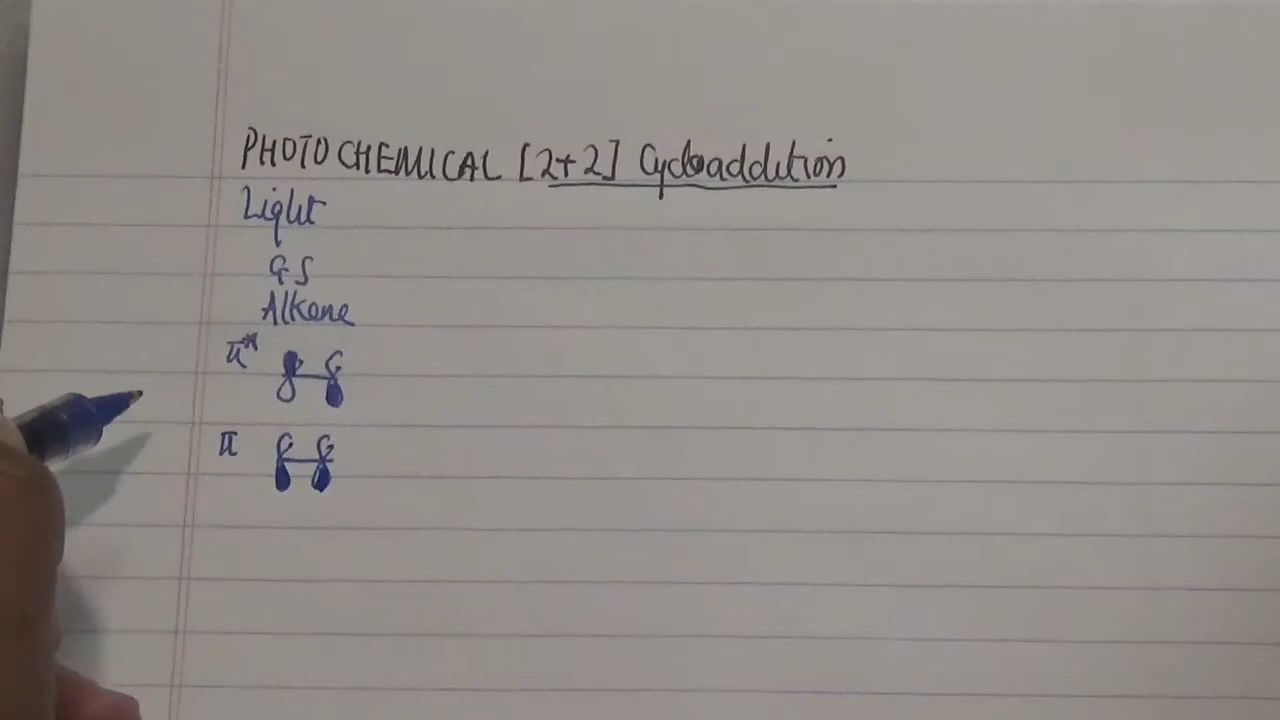 PHOTOCHEMICAL [2+2] Cycloaddition
Light
GS
Alkene
π*
π